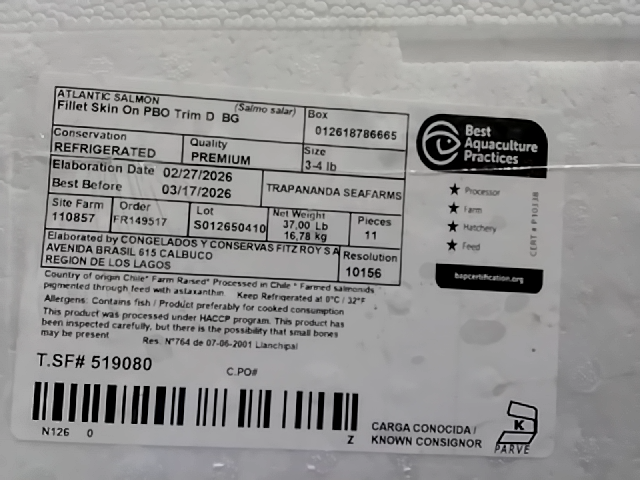 ATLANTIC SALMON (Salmo salar)
Fillet Skin On PBO Trim D BG
Box
012618786665
Conservation
REFRIGERATED
Quality
PREMIUM
Size
3-4 lb
Elaboration Date 02/27/2026
Best Before 03/17/2026
TRAPANANDA SEAFARMS
Site Farm
110857
Order
FR149517
Lot
S012650410
Net Weight
37,00 Lb
16,78 kg
Pieces
11
Elaborated by CONGELADOS Y CONSERVAS FITZ ROY S A
AVENIDA BRASIL 615 CALBUCO
REGION DE LOS LAGOS
Resolution
10156
Country of origin Chile* Farm Raised* Processed in Chile * Farmed salmonids
pigmented through feed with astaxanthin Keep Refrigerated at 0°C / 32°F
Allergens: Contains fish / Product preferably for cooked consumption
This product was processed under HACCP program. This product has
been inspected carefully, but there is the possibility that small bones
may be present Res. N°764 de 07-06-2001 Llanchipal
T.SF# 519080
C.PO#
N126 0 Z
CARGA CONOCIDA /
KNOWN CONSIGNOR
K
PARVE
Best
Aquaculture
Practices
Processor
Farm
Hatchery
Feed
CERT # P10338
bapcertification.org